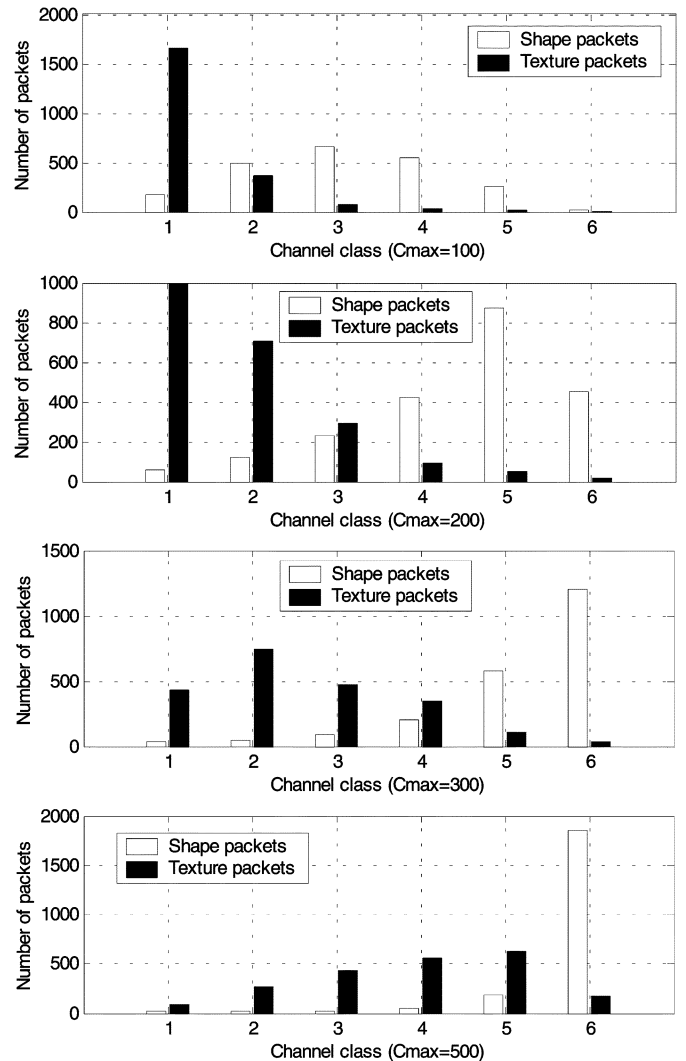 2000
1500
1000
500
0
Number of packets
Shape packets
Texture packets
1 2 3 4 5 6
Channel class (Cmax=100)
1000
800
600
400
200
0
Number of packets
Shape packets
Texture packets
1 2 3 4 5 6
Channel class (Cmax=200)
1500
1000
500
0
Number of packets
Shape packets
Texture packets
1 2 3 4 5 6
Channel class (Cmax=300)
2000
1500
1000
500
0
Number of packets
Shape packets
Texture packets
1 2 3 4 5 6
Channel class (Cmax=500)